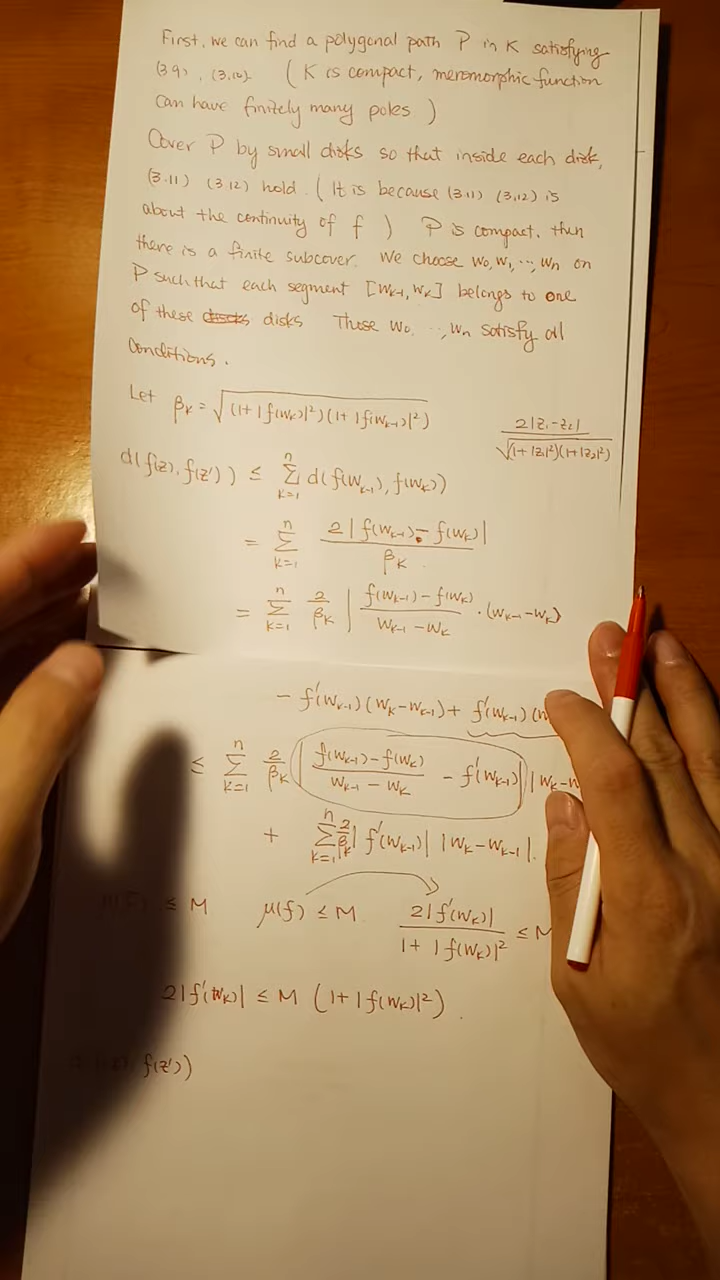 First, we can find a polygonal path P in K satisfying
(3.9), (3.10). ( K is compact, meromorphic function
can have finitely many poles )
Cover P by small disks so that inside each disk,
(3.11) (3.12) hold. ( It is because (3.11) (3.12) is
about the continuity of f ) P is compact. then
there is a finite subcover. We choose w₀, w₁, ..., wₙ on
P such that each segment [wₖ₋₁, wₖ] belongs to one
of these disks These w₀, ..., wₙ satisfy all
conditions.
Let βₖ = √((1+|f(wₖ)|²)(1+|f(wₖ₋₁)|²))
2|z₁-z₂| / √((1+|z₁|²)(1+|z₂|²))
d(f(z), f(z')) ≤ Σₖ₌₁ⁿ d(f(wₖ₋₁), f(wₖ))
= Σₖ₌₁ⁿ 2|f(wₖ₋₁) - f(wₖ)| / βₖ
= Σₖ₌₁ⁿ 2/βₖ | (f(wₖ₋₁) - f(wₖ))/(wₖ₋₁ - wₖ) · (wₖ₋₁ - wₖ)
- f'(wₖ₋₁)(wₖ - wₖ₋₁) + f'(wₖ₋₁)(w
≤ Σₖ₌₁ⁿ 2/βₖ | (f(wₖ₋₁) - f(wₖ))/(wₖ₋₁ - wₖ) - f'(wₖ₋₁) | |wₖ - w
+ Σₖ₌₁ⁿ 2/βₖ |f'(wₖ₋₁)| |wₖ - wₖ₋₁|.
≤ M μ(f) ≤ M 2|f'(wₖ)| / (1+|f(wₖ)|²) ≤ M
2|f'(wₖ)| ≤ M (1+|f(wₖ)|²).
f(z'))